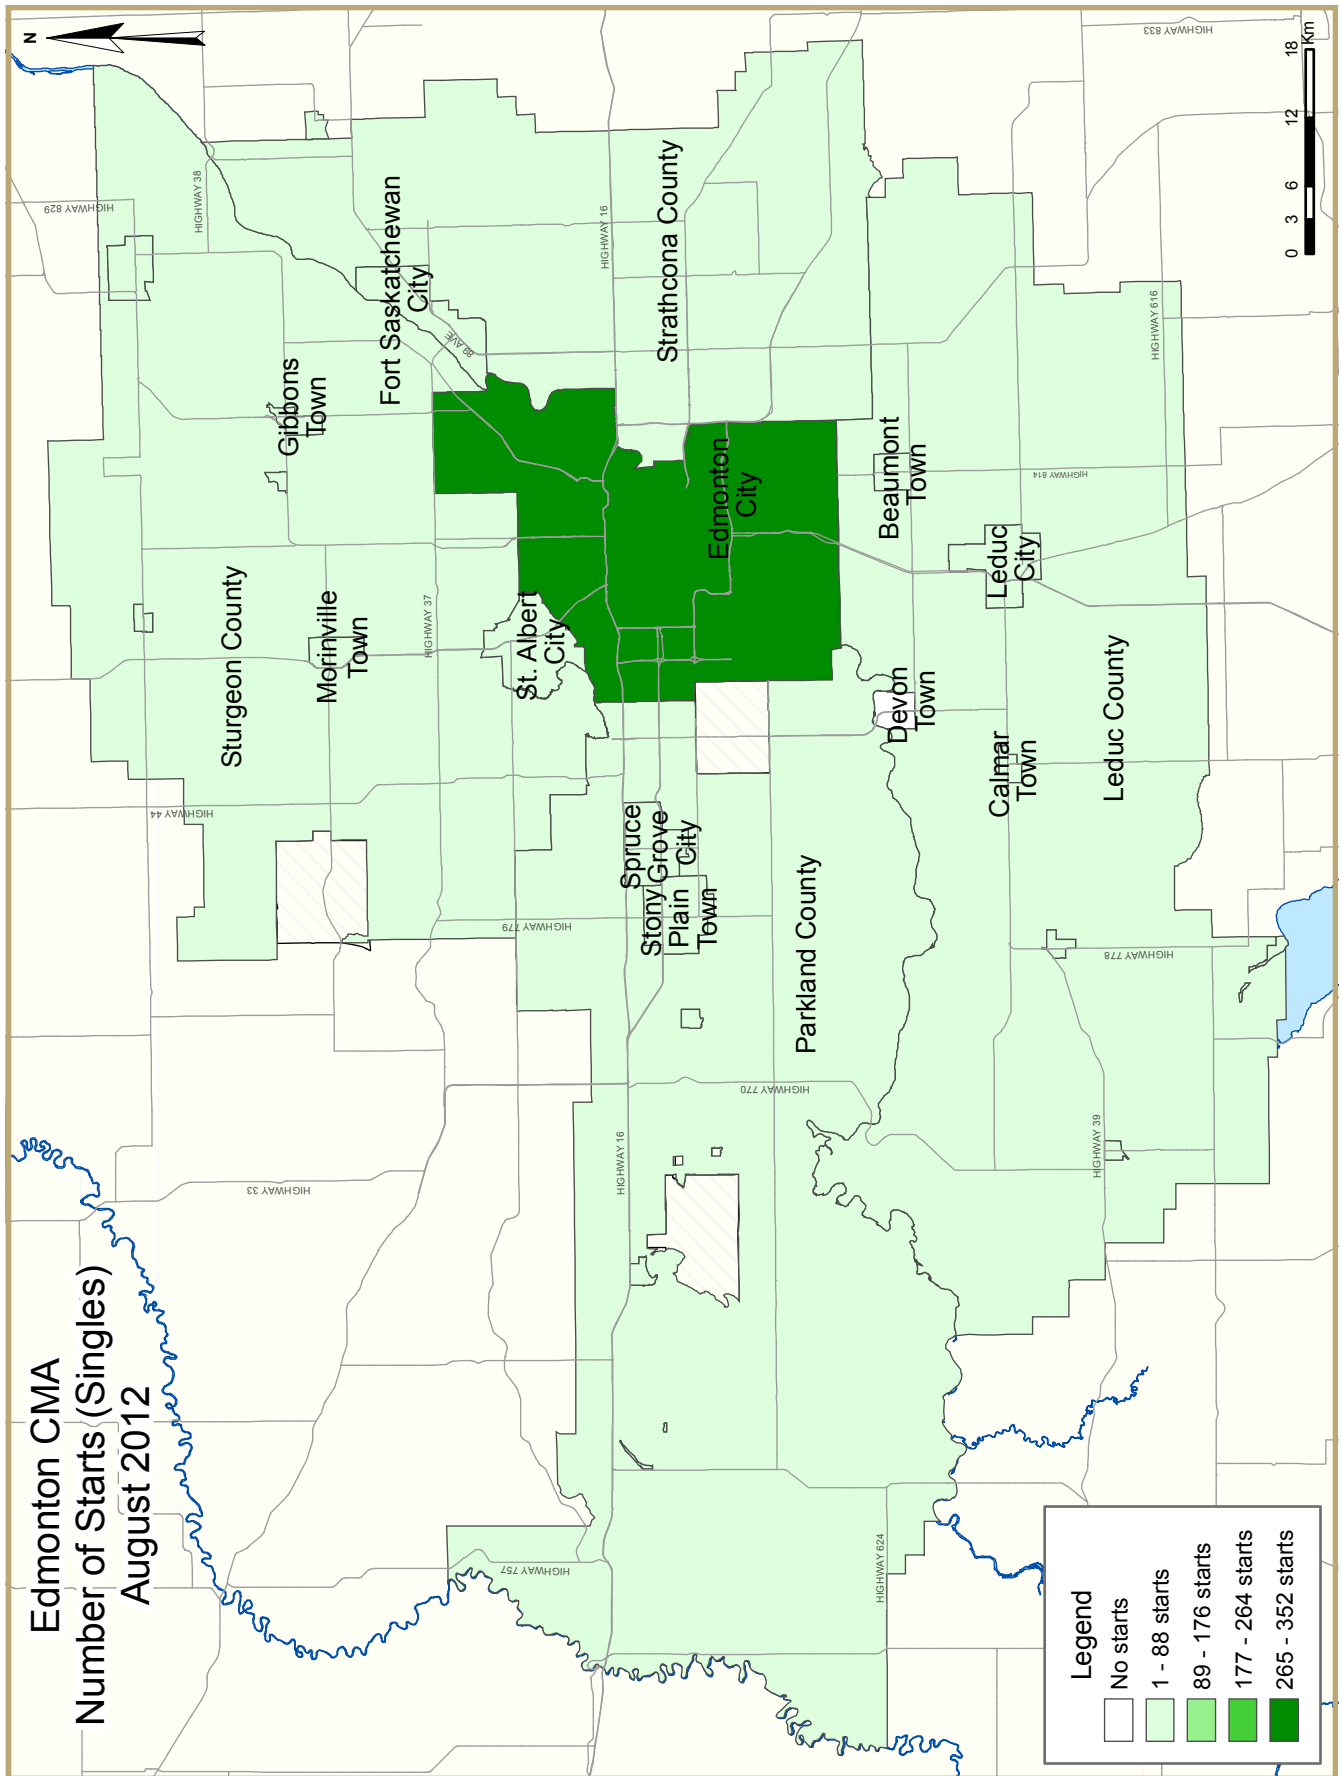 Edmonton CMA
Number of Starts (Singles)
August 2012
N
HIGHWAY 829
HIGHWAY 38
HIGHWAY 833
HIGHWAY 44
HIGHWAY 33
Gibbons
Town
Fort Saskatchewan
City
89 AVE
Sturgeon County
Morinville
Town
HIGHWAY 37
St. Albert
City
HIGHWAY 16
Strathcona County
Edmonton
City
HIGHWAY 779
Spruce
Grove
City
Stony
Plain
Town
Parkland County
HIGHWAY 770
HIGHWAY 16
HIGHWAY 757
HIGHWAY 624
Beaumont
Town
HIGHWAY 814
HIGHWAY 616
Leduc
City
Devon
Town
Calmar
Town
Leduc County
HIGHWAY 778
HIGHWAY 39
Legend
No starts
1 - 88 starts
89 - 176 starts
177 - 264 starts
265 - 352 starts
0 3 6 12 18
Km